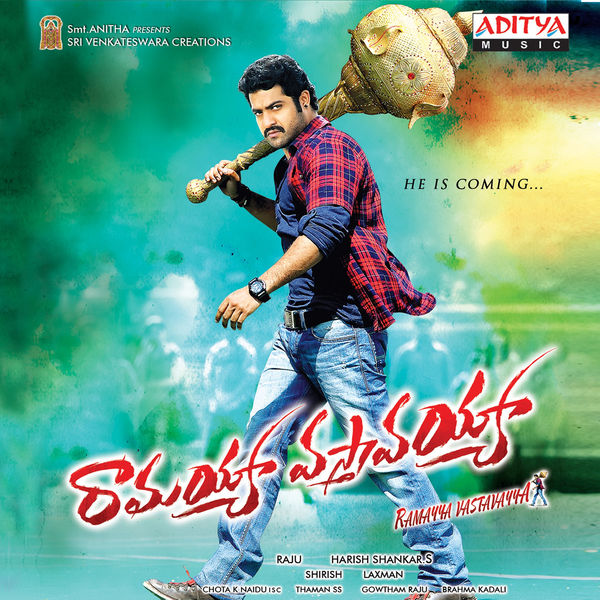 Smt.ANITHA PRESENTS
SRI VENKATESWARA CREATIONS
ADITYA
MUSIC
HE IS COMING...
రామయ్యా వస్తావయ్యా
RAMAYYA VASTAVAYYA
RAJU HARISH SHANKAR.S
SHIRISH LAXMAN
CHOTA K NAIDU ISC THAMAN SS GOWTHAM RAJU BRAHMA KADALI